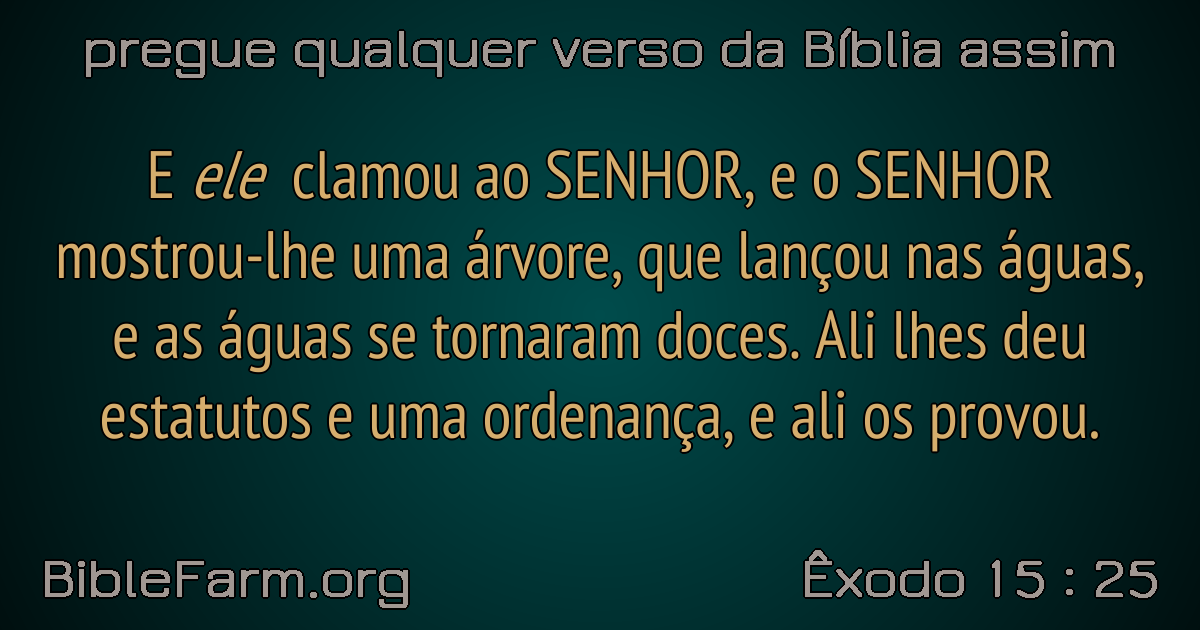 pregue qualquer verso da Bíblia assim
E ele clamou ao SENHOR, e o SENHOR
mostrou-lhe uma árvore, que lançou nas águas,
e as águas se tornaram doces. Ali lhes deu
estatutos e uma ordenança, e ali os provou.
BibleFarm.org
Êxodo 15 : 25